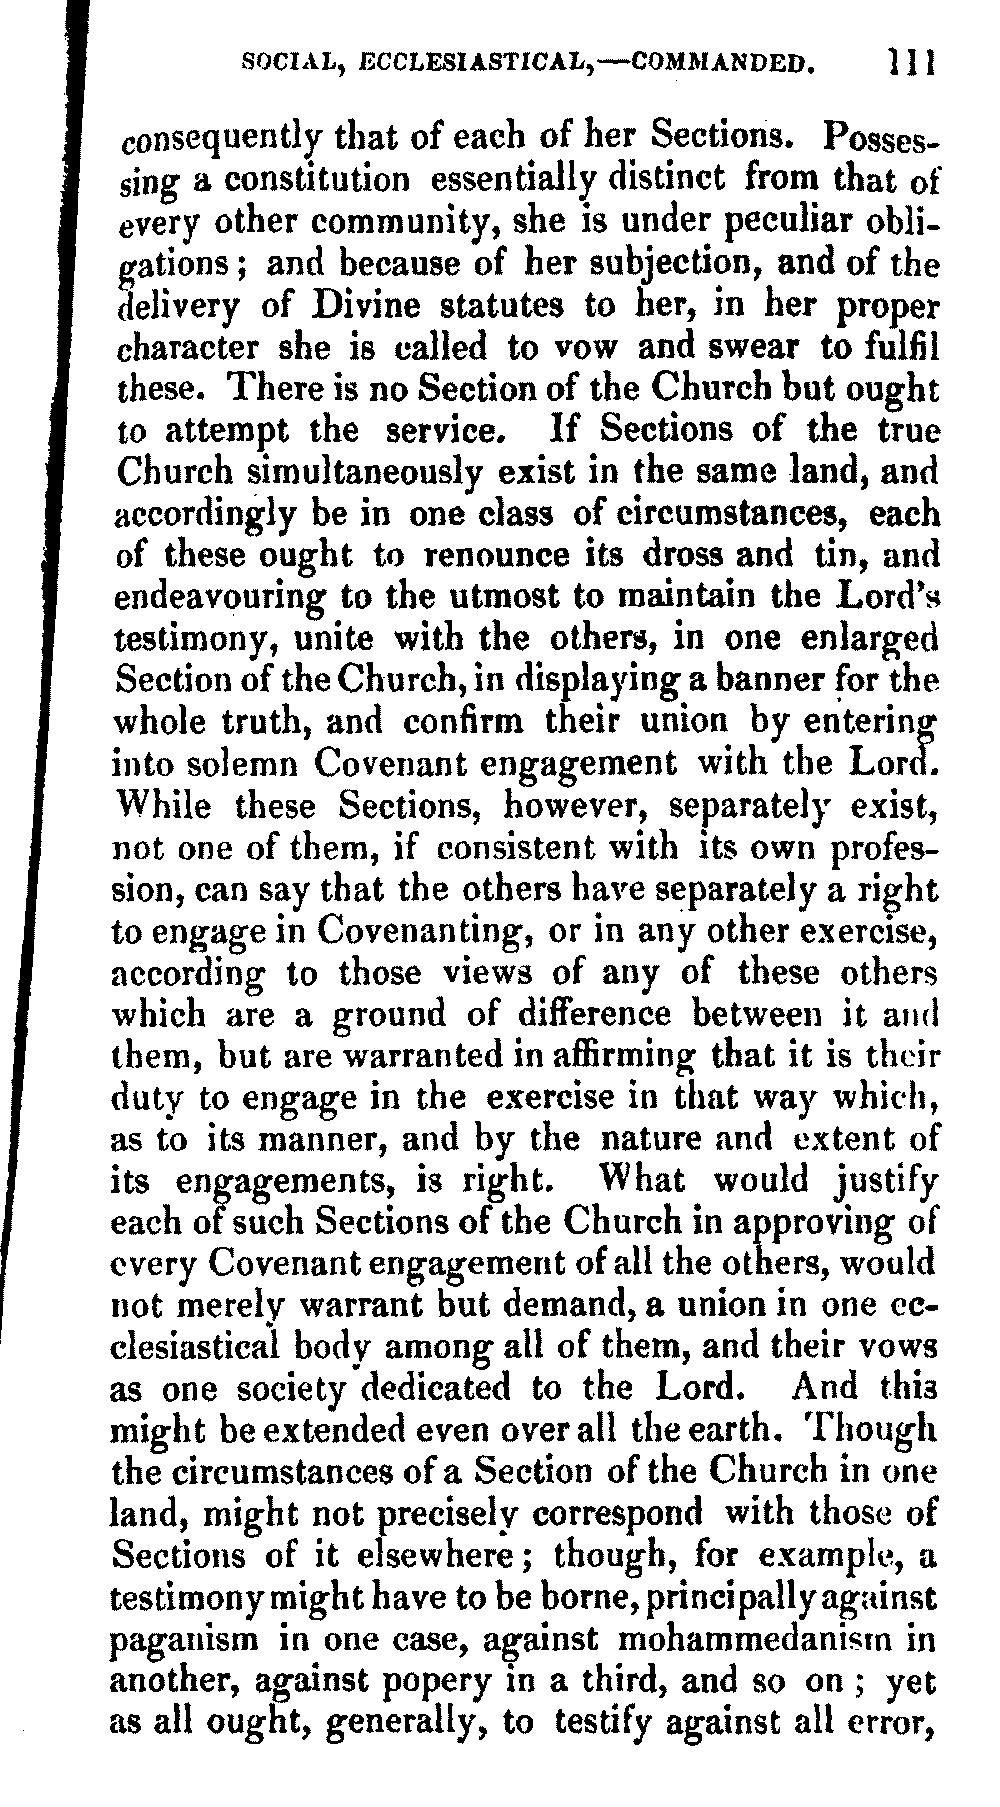 SOCIAL, ECCLESIASTICAL,—COMMANDED. 111
consequently that of each of her Sections. Posses-
sing a constitution essentially distinct from that of
every other community, she is under peculiar obli-
gations; and because of her subjection, and of the
delivery of Divine statutes to her, in her proper
character she is called to vow and swear to fulfil
these. There is no Section of the Church but ought
to attempt the service. If Sections of the true
Church simultaneously exist in the same land, and
accordingly be in one class of circumstances, each
of these ought to renounce its dross and tin, and
endeavouring to the utmost to maintain the Lord's
testimony, unite with the others, in one enlarged
Section of the Church, in displaying a banner for the
whole truth, and confirm their union by entering
into solemn Covenant engagement with the Lord.
While these Sections, however, separately exist,
not one of them, if consistent with its own profes-
sion, can say that the others have separately a right
to engage in Covenanting, or in any other exercise,
according to those views of any of these others
which are a ground of difference between it and
them, but are warranted in affirming that it is their
duty to engage in the exercise in that way which,
as to its manner, and by the nature and extent of
its engagements, is right. What would justify
each of such Sections of the Church in approving of
every Covenant engagement of all the others, would
not merely warrant but demand, a union in one ec-
clesiastical body among all of them, and their vows
as one society dedicated to the Lord. And this
might be extended even over all the earth. Though
the circumstances of a Section of the Church in one
land, might not precisely correspond with those of
Sections of it elsewhere; though, for example, a
testimony might have to be borne, principally against
paganism in one case, against mohammedanism in
another, against popery in a third, and so on; yet
as all ought, generally, to testify against all error,